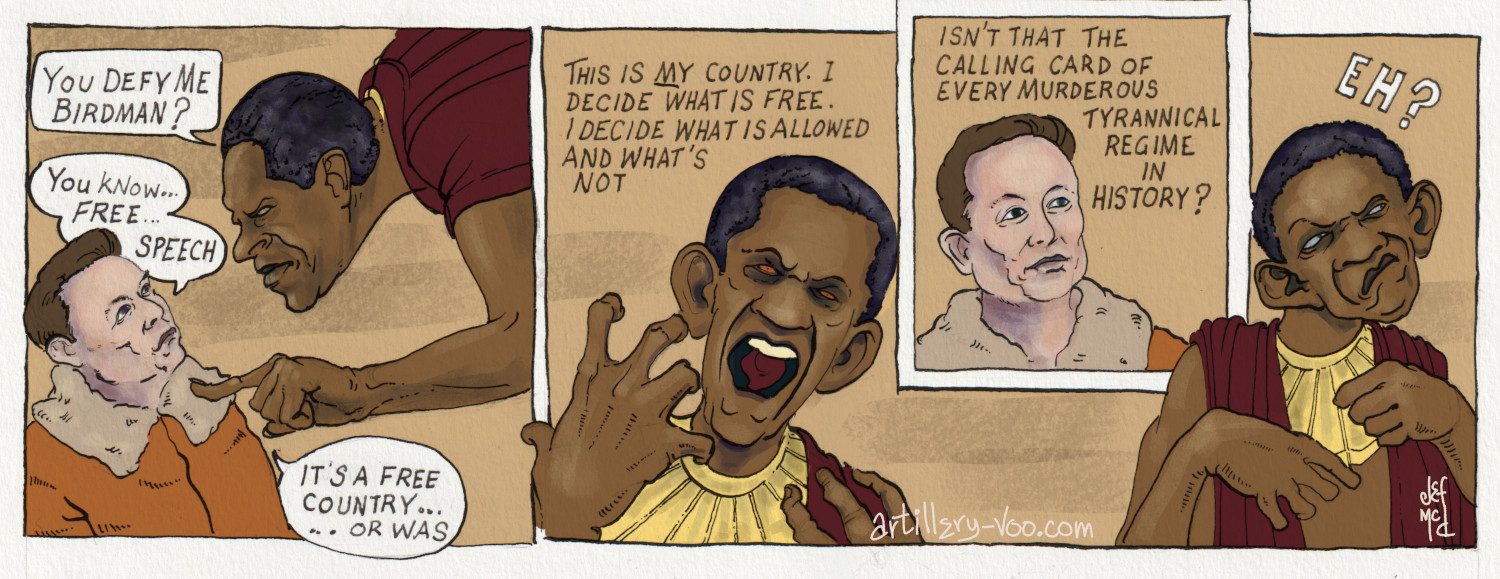 YOU DEFY ME
BIRDMAN?
YOU KNOW...
FREE...
SPEECH
IT'S A FREE
COUNTRY...
... OR WAS
THIS IS MY COUNTRY. I
DECIDE WHAT IS FREE.
I DECIDE WHAT IS ALLOWED
AND WHAT'S
NOT
ISN'T THAT THE
CALLING CARD OF
EVERY MURDEROUS
TYRANNICAL
REGIME
IN
HISTORY?
EH?
artillery-voo.com